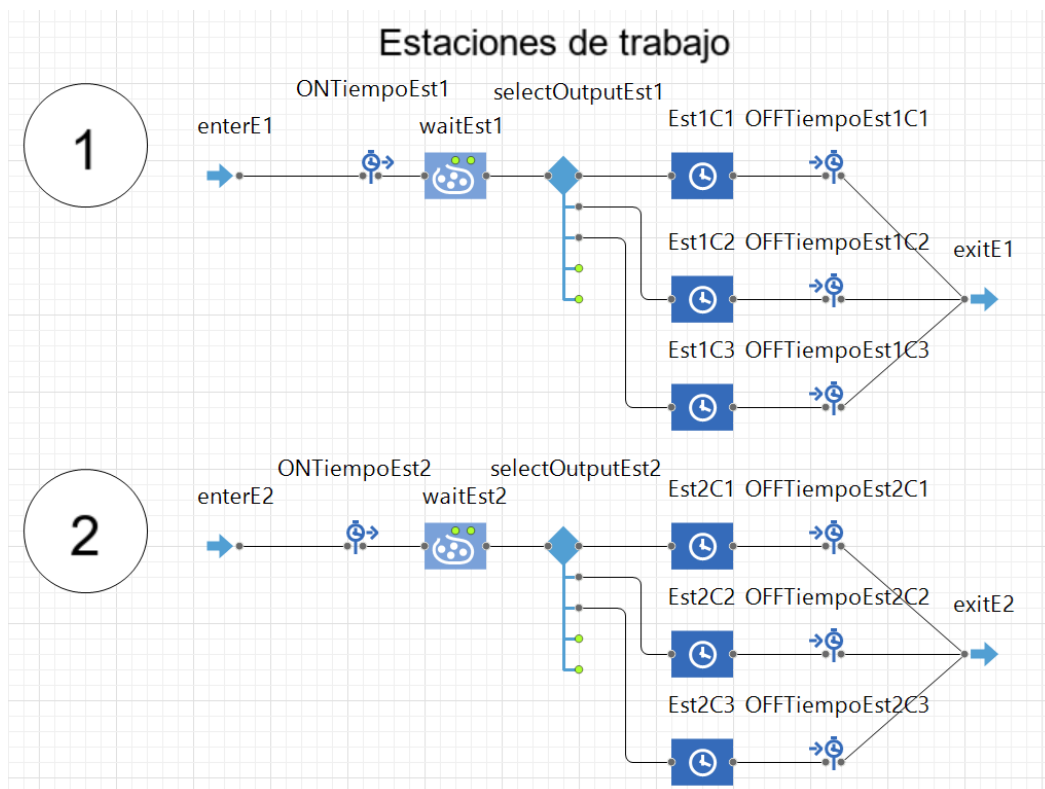 Estaciones de trabajo
1
ONTiempoEst1
selectOutputEst1
enterE1
waitEst1
Est1C1
OFFTiempoEst1C1
Est1C2
OFFTiempoEst1C2
exitE1
Est1C3
OFFTiempoEst1C3
2
ONTiempoEst2
selectOutputEst2
enterE2
waitEst2
Est2C1
OFFTiempoEst2C1
Est2C2
OFFTiempoEst2C2
exitE2
Est2C3
OFFTiempoEst2C3